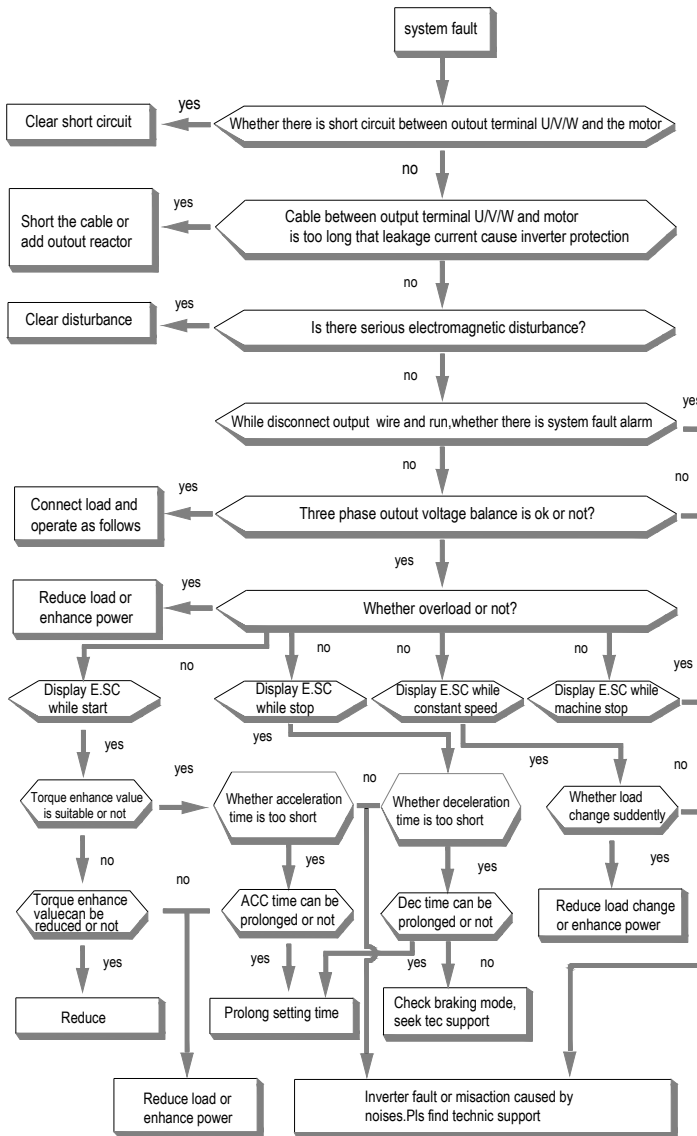 system fault
yes
Clear short circuit
Whether there is short circuit between outout terminal U/V/W and the motor
no
yes
Short the cable or
add outout reactor
Cable between output terminal U/V/W and motor
is too long that leakage current cause inverter protection
no
yes
Clear disturbance
Is there serious electromagnetic disturbance?
no
yes
While disconnect output wire and run,whether there is system fault alarm
no
yes
no
Connect load and
operate as follows
Three phase outout voltage balance is ok or not?
yes
yes
Reduce load or
enhance power
Whether overload or not?
no
no
no
no
yes
Display E.SC
while start
Display E.SC
while stop
Display E.SC while
constant speed
Display E.SC while
machine stop
yes
yes
yes
yes
no
no
Torque enhance value
is suitable or not
Whether acceleration
time is too short
Whether deceleration
time is too short
Whether load
change suddently
no
yes
yes
yes
no
Torque enhance
valuecan be
reduced or not
ACC time can be
prolonged or not
Dec time can be
prolonged or not
Reduce load change
or enhance power
yes
yes
yes
no
Reduce
Prolong setting time
Check braking mode,
seek tec support
Reduce load or
enhance power
Inverter fault or misaction caused by
noises.Pls find technic support